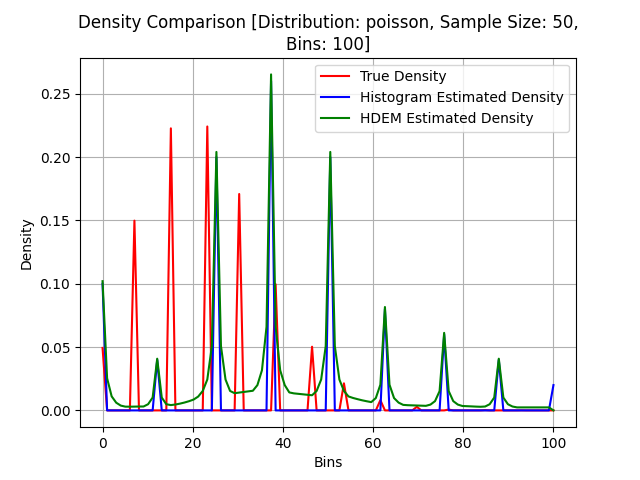 Density Comparison [Distribution: poisson, Sample Size: 50,
Bins: 100]
True Density
Histogram Estimated Density
HDEM Estimated Density
Density
0.25
0.20
0.15
0.10
0.05
0.00
0 20 40 60 80 100
Bins